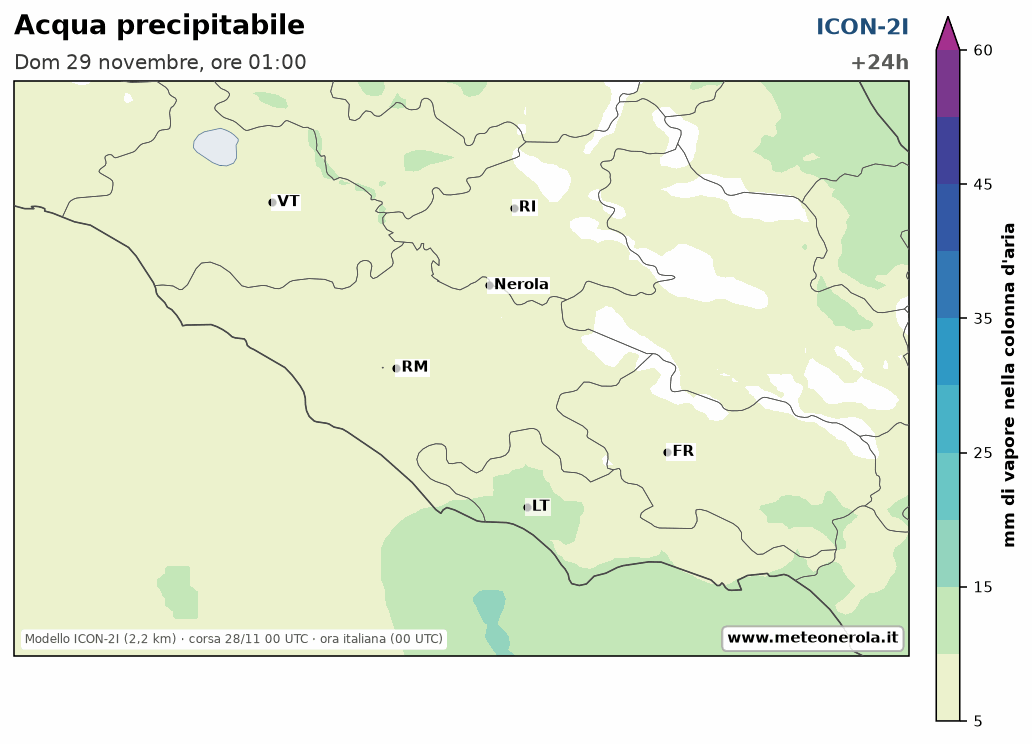 Acqua precipitabile
ICON-2I
Dom 29 novembre, ore 01:00
+24h
60
45
35
25
15
5
mm di vapore nella colonna d'aria
VT
RI
Nerola
RM
FR
LT
Modello ICON-2I (2,2 km) · corsa 28/11 00 UTC · ora italiana (00 UTC)
www.meteonerola.it